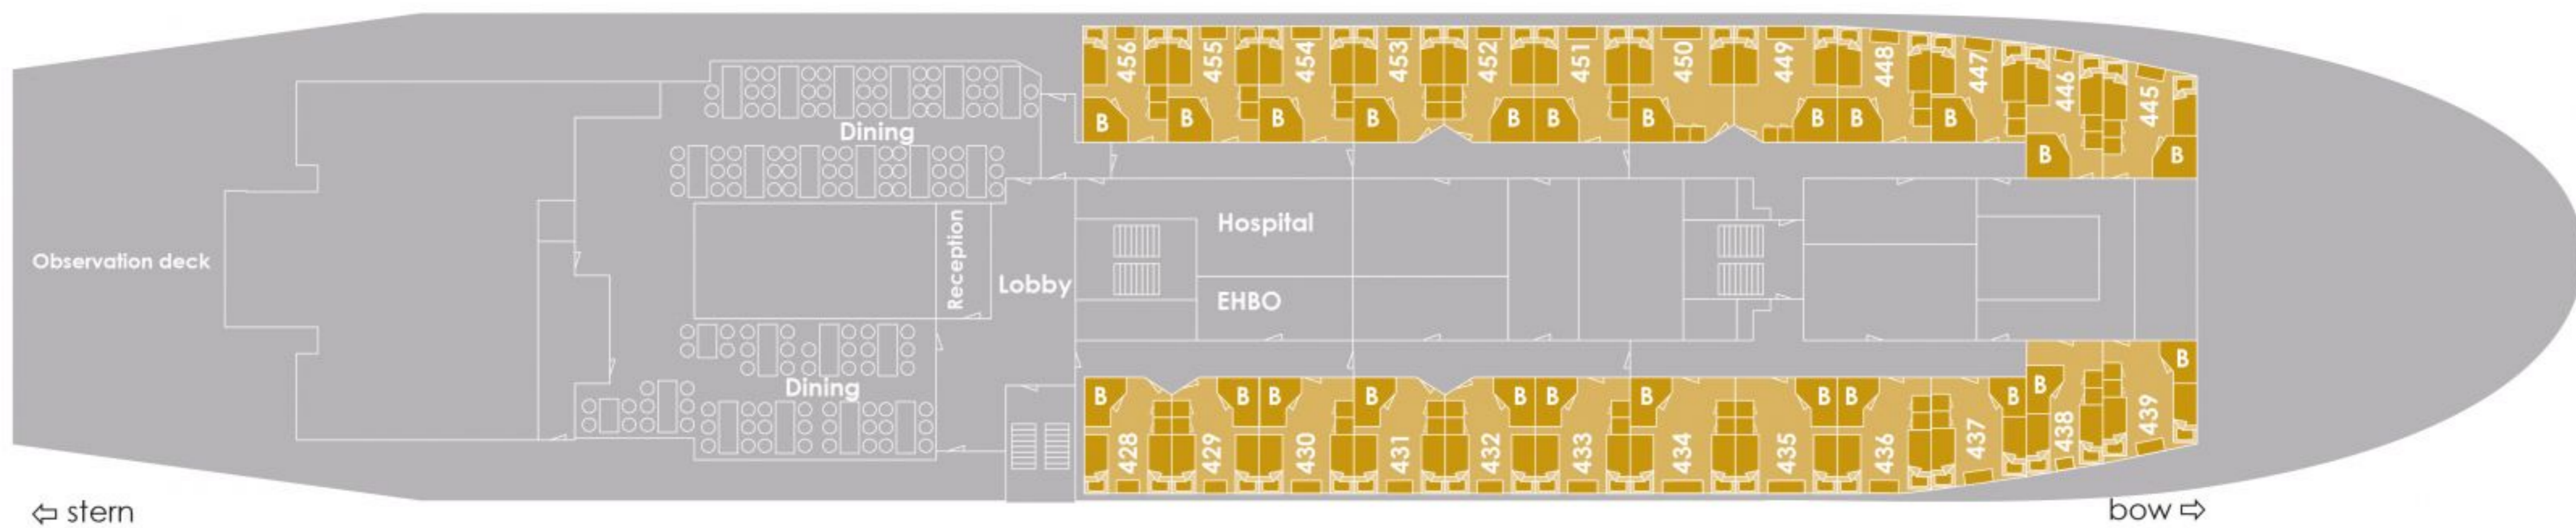 456 455 454 453 452 451 450 449 448 447 446 445
B B B B B B B B B B B B
Dining
Observation deck
Reception
Lobby
Hospital
EHBO
Dining
B B B B B B B B B B B B
428 429 430 431 432 433 434 435 436 437 438 439
⇦ stern
bow ⇨